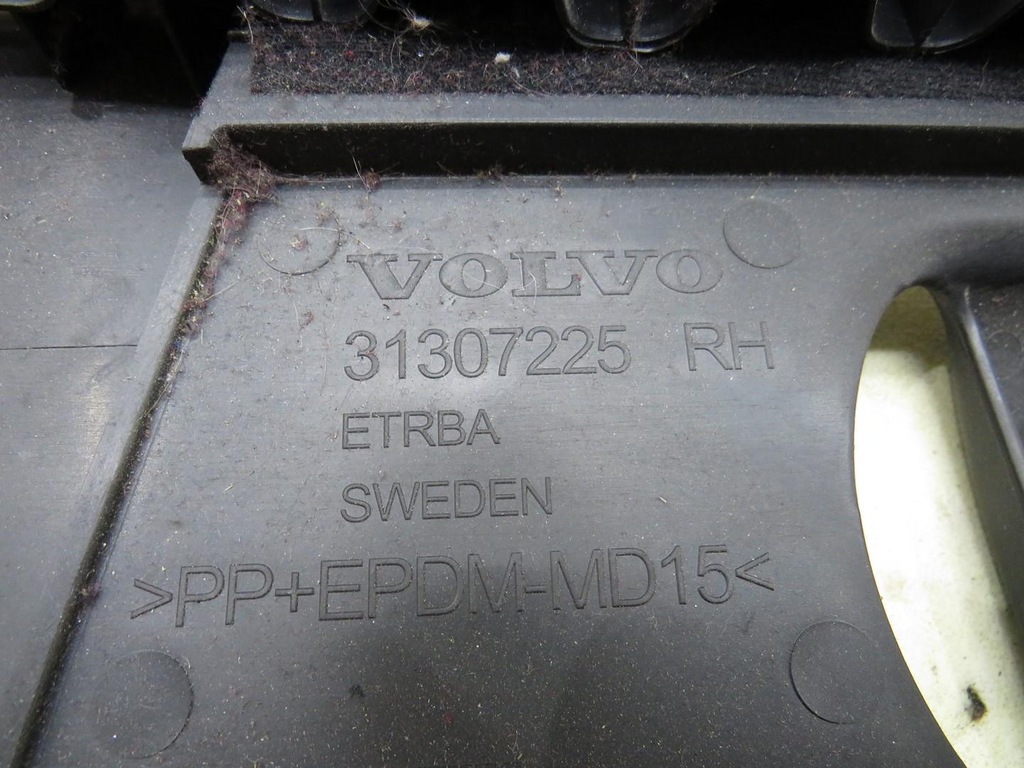 VOLVO
31307225 RH
ETRBA
SWEDEN
>PP+EPDM-MD15<